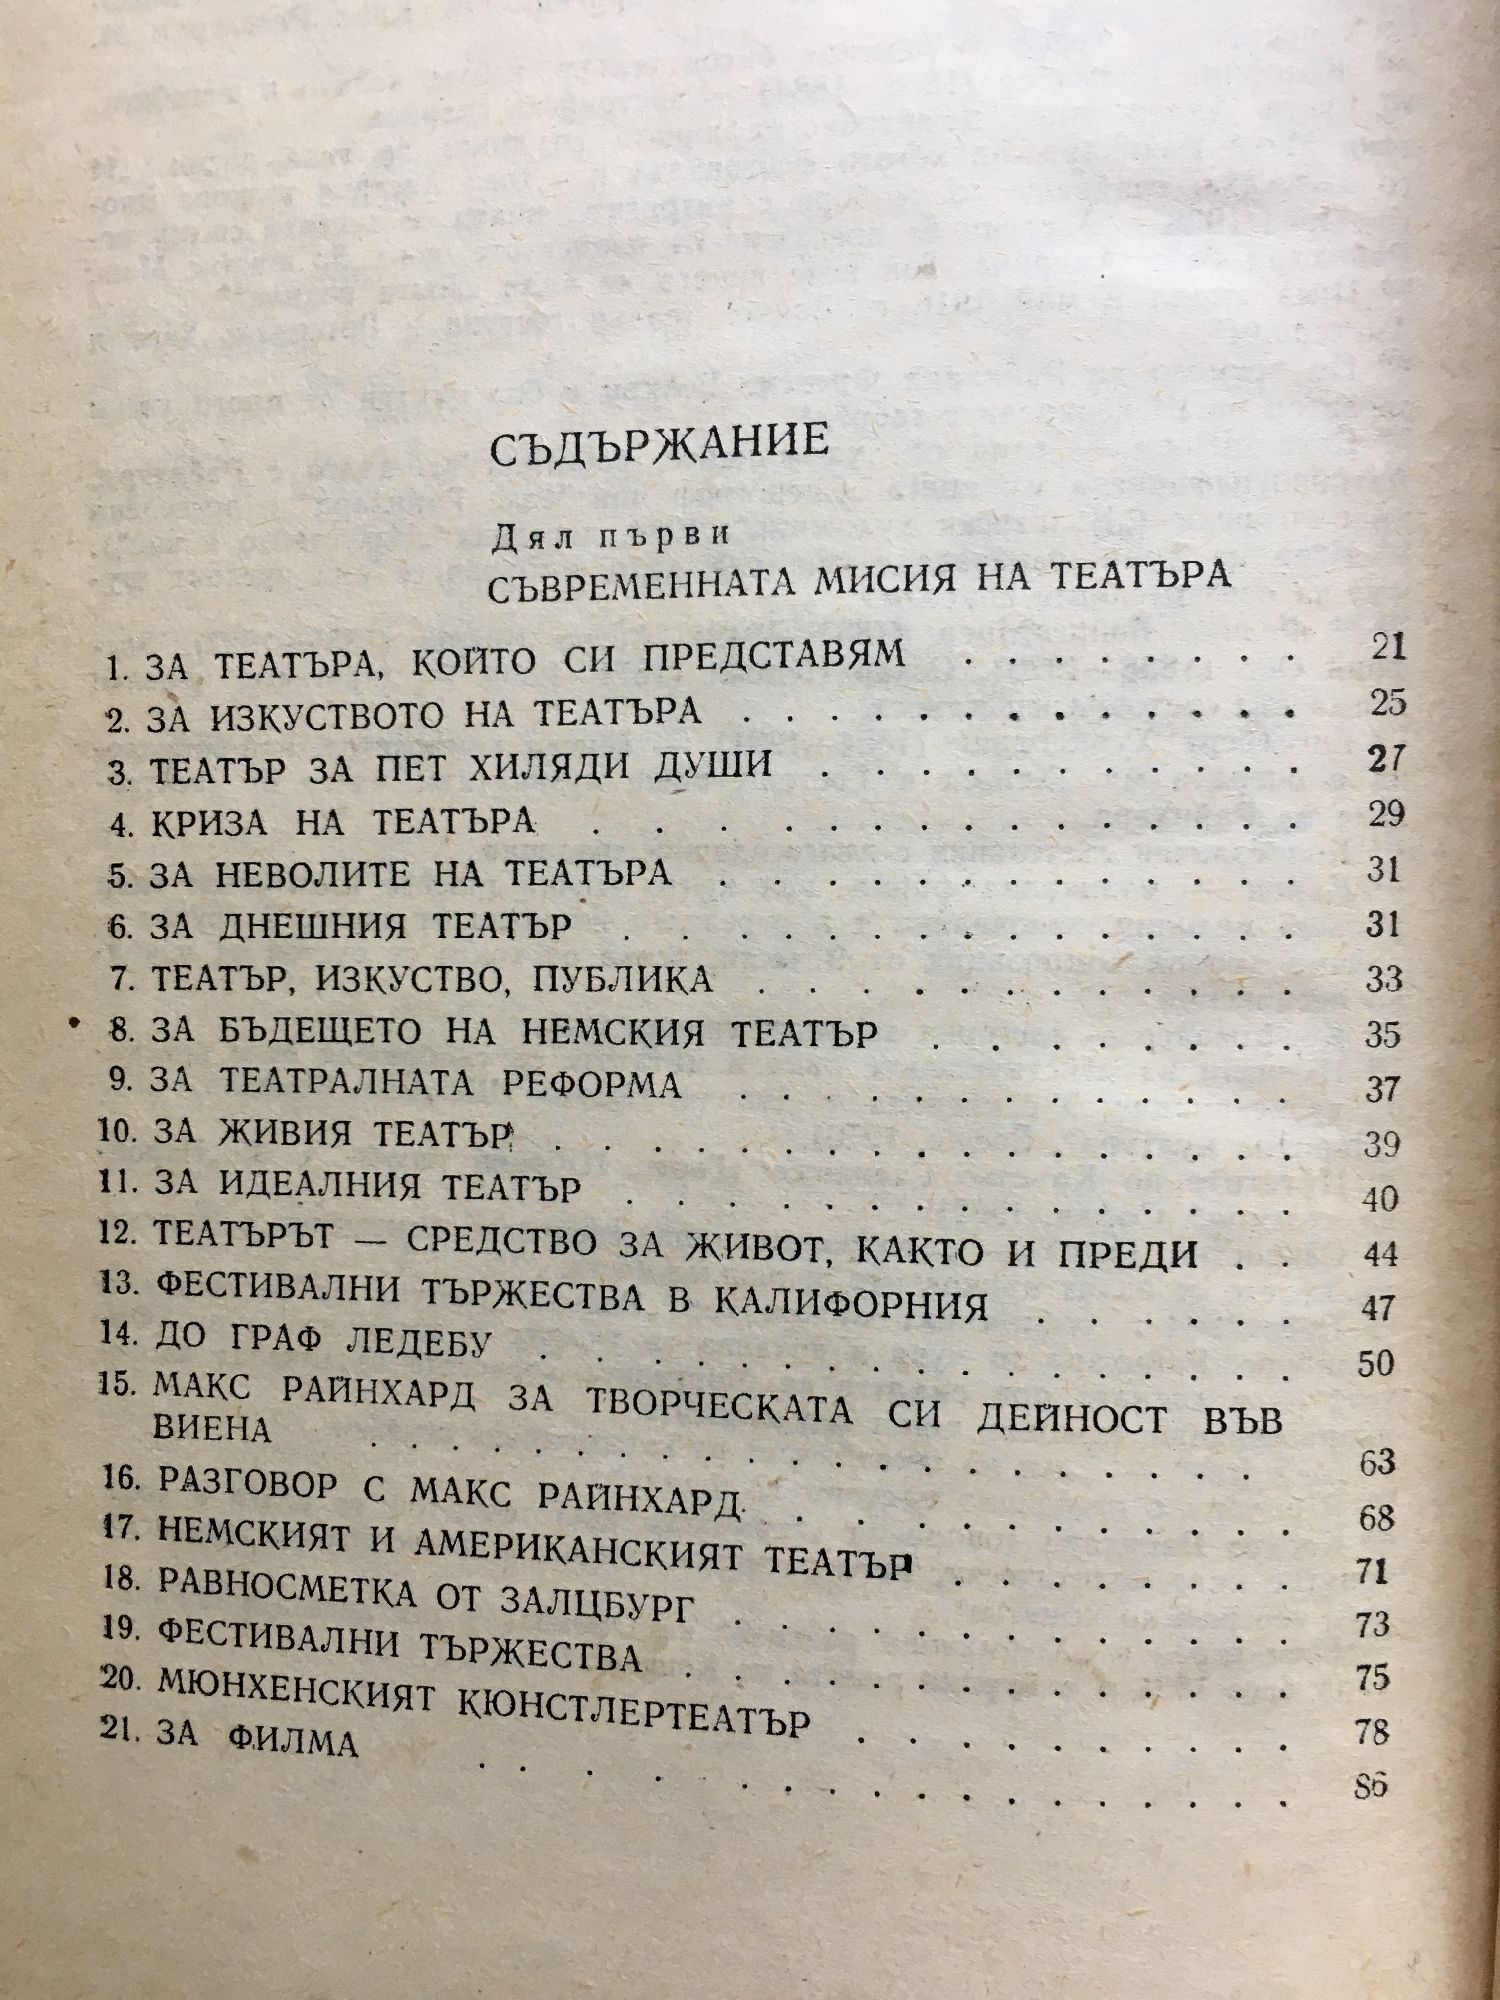 СЪДЪРЖАНИЕ
Дял първи
СЪВРЕМЕННАТА МИСИЯ НА ТЕАТЪРА
1. ЗА ТЕАТЪРА, КОЙТО СИ ПРЕДСТАВЯМ . . . . . . . . 21
2. ЗА ИЗКУСТВОТО НА ТЕАТЪРА . . . . . . . . . . . . . 25
3. ТЕАТЪР ЗА ПЕТ ХИЛЯДИ ДУШИ . . . . . . . . . . . 27
4. КРИЗА НА ТЕАТЪРА . . . . . . . . . . . . . . 29
5. ЗА НЕВОЛИТЕ НА ТЕАТЪРА . . . . . . . . . . . . . 31
6. ЗА ДНЕШНИЯ ТЕАТЪР . . . . . . . . . . . . . . 31
7. ТЕАТЪР, ИЗКУСТВО, ПУБЛИКА . . . . . . . . . . . . 33
8. ЗА БЪДЕЩЕТО НА НЕМСКИЯ ТЕАТЪР . . . . . . . . 35
9. ЗА ТЕАТРАЛНАТА РЕФОРМА . . . . . . . . . . . . 37
10. ЗА ЖИВИЯ ТЕАТЪР . . . . . . . . . . . . . . . 39
11. ЗА ИДЕАЛНИЯ ТЕАТЪР . . . . . . . . . . . . . . 40
12. ТЕАТЪРЪТ — СРЕДСТВО ЗА ЖИВОТ, КАКТО И ПРЕДИ . . 44
13. ФЕСТИВАЛНИ ТЪРЖЕСТВА В КАЛИФОРНИЯ . . . . . . 47
14. ДО ГРАФ ЛЕДЕБУ . . . . . . . . . . . . . . . 50
15. МАКС РАЙНХАРД ЗА ТВОРЧЕСКАТА СИ ДЕЙНОСТ ВЪВ
ВИЕНА . . . . . . . . . . . . . . . . . 63
16. РАЗГОВОР С МАКС РАЙНХАРД . . . . . . . . . . . 68
17. НЕМСКИЯТ И АМЕРИКАНСКИЯТ ТЕАТЪР . . . . . . . . 71
18. РАВНОСМЕТКА ОТ ЗАЛЦБУРГ . . . . . . . . . . . . 73
19. ФЕСТИВАЛНИ ТЪРЖЕСТВА . . . . . . . . . . . . . 75
20. МЮНХЕНСКИЯТ КЮНСТЛЕРТЕАТЪР . . . . . . . . . . 78
21. ЗА ФИЛМА . . . . . . . . . . . . . . . 86